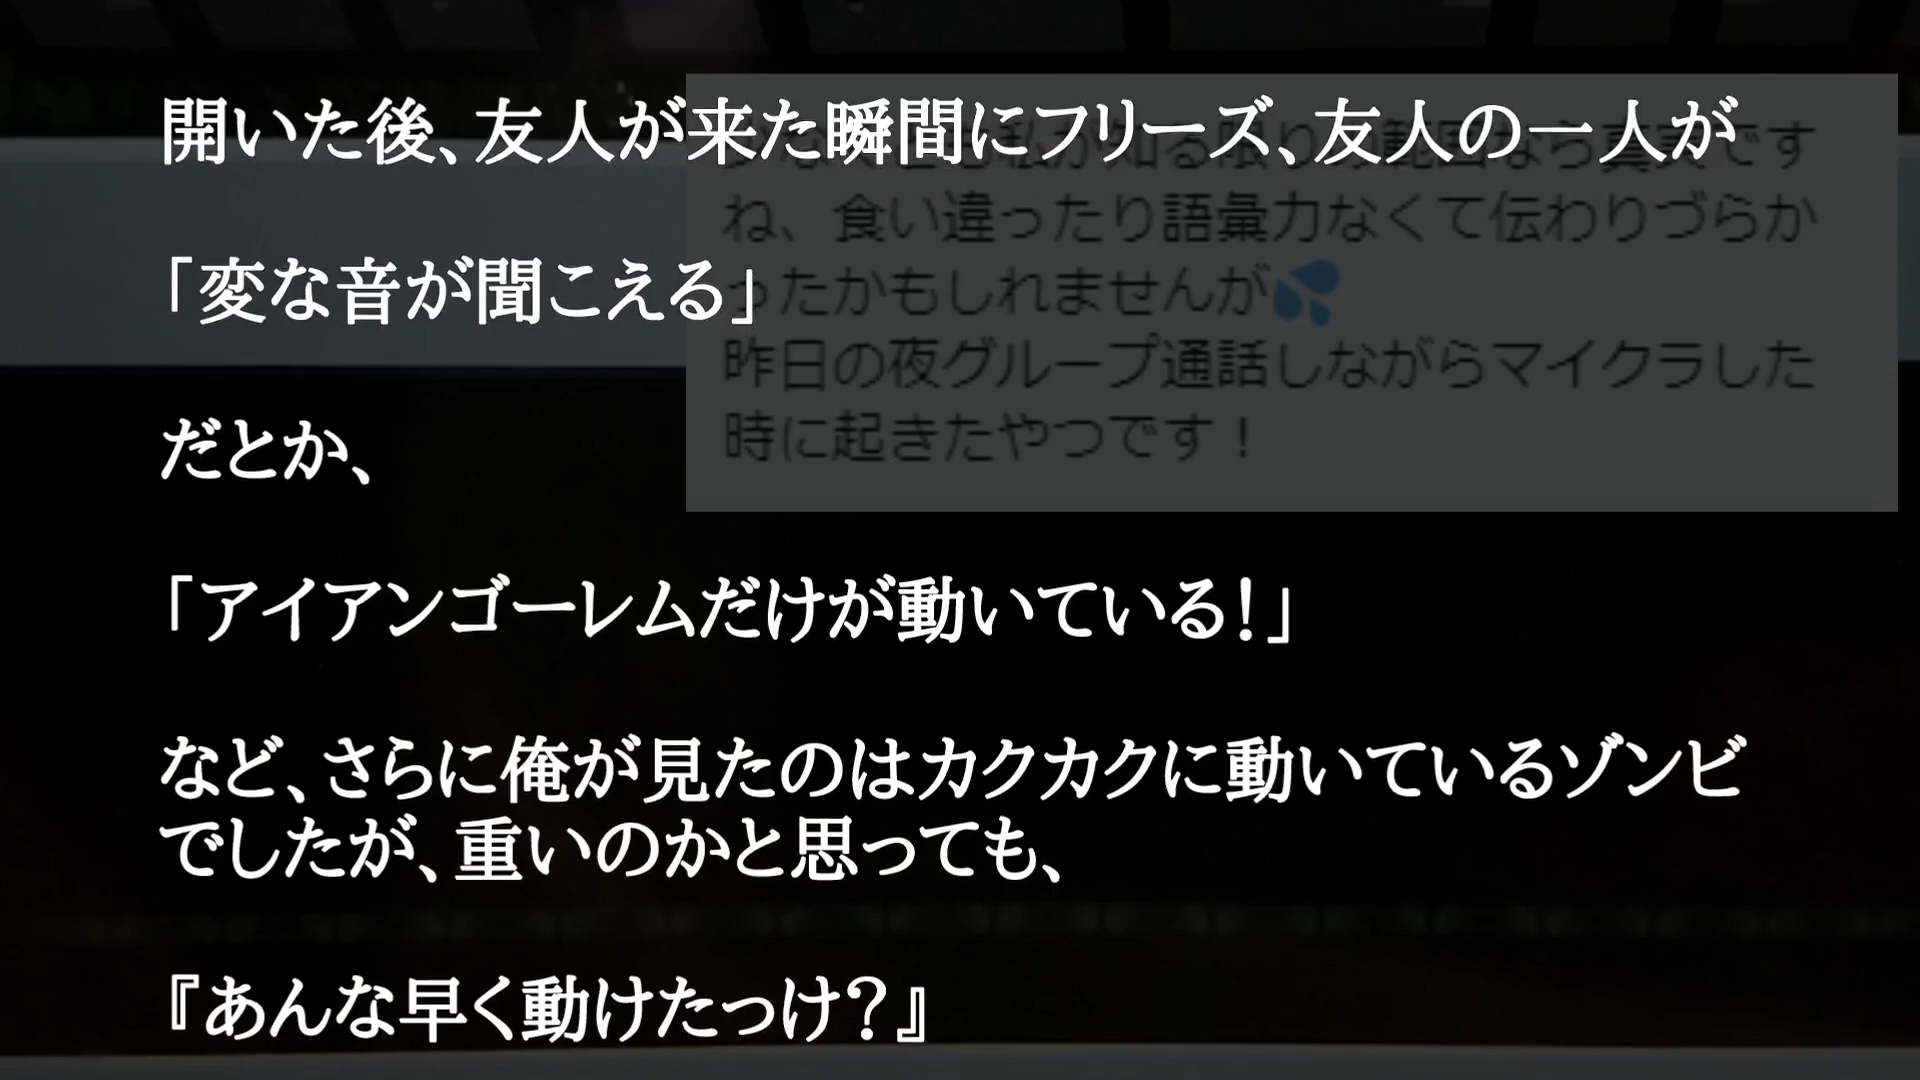 開いた後、友人が来た瞬間にフリーズ、友人の一人が
「変な音が聞こえる」
だとか、
「アイアンゴーレムだけが動いている！」
など、さらに俺が見たのはカクカクに動いているゾンビ
でしたが、重いのかと思っても、
『あんな早く動けたっけ？』
ね、食い違ったり語彙力なくて伝わりづらか
ったかもしれませんが💦
昨日の夜グループ通話しながらマイクラした
時に起きたやつです！